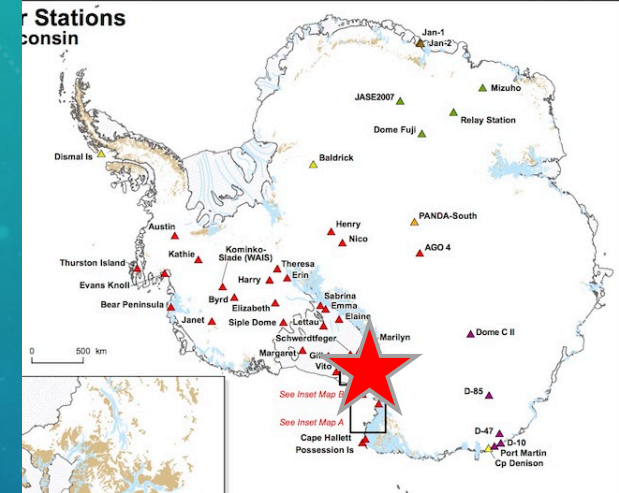 r Stations
consin
Jan-1
Jan-2
JASE2007
Mizuho
Relay Station
Dome Fuji
Dismal Is
Baldrick
PANDA-South
Austin
Henry
Nico
AGO 4
Kathie
Kominko-
Slade (WAIS)
Thurston Island
Theresa
Erin
Evans Knoll
Harry
Byrd
Sabrina
Emma
Bear Peninsula
Elizabeth
Elaine
Janet
Siple Dome
Lettau
Schwerdtfeger
Marilyn
Dome C II
Margaret
Gill
Vito
0
500 km
See Inset Map B
D-85
See Inset Map A
D-47
D-10
Cape Hallett
Possession Is
Port Martin
Cp Denison